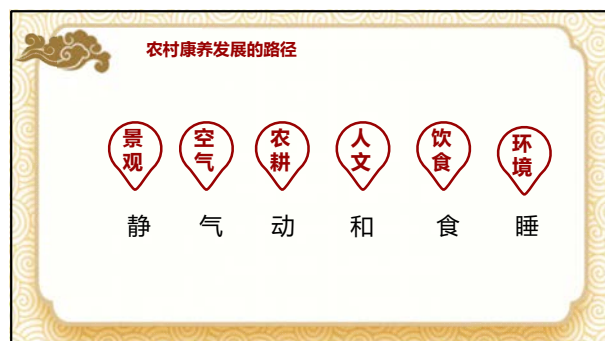 农村康养发展的路径
景观
空气
农耕
人文
饮食
环境
静 气 动 和 食 睡